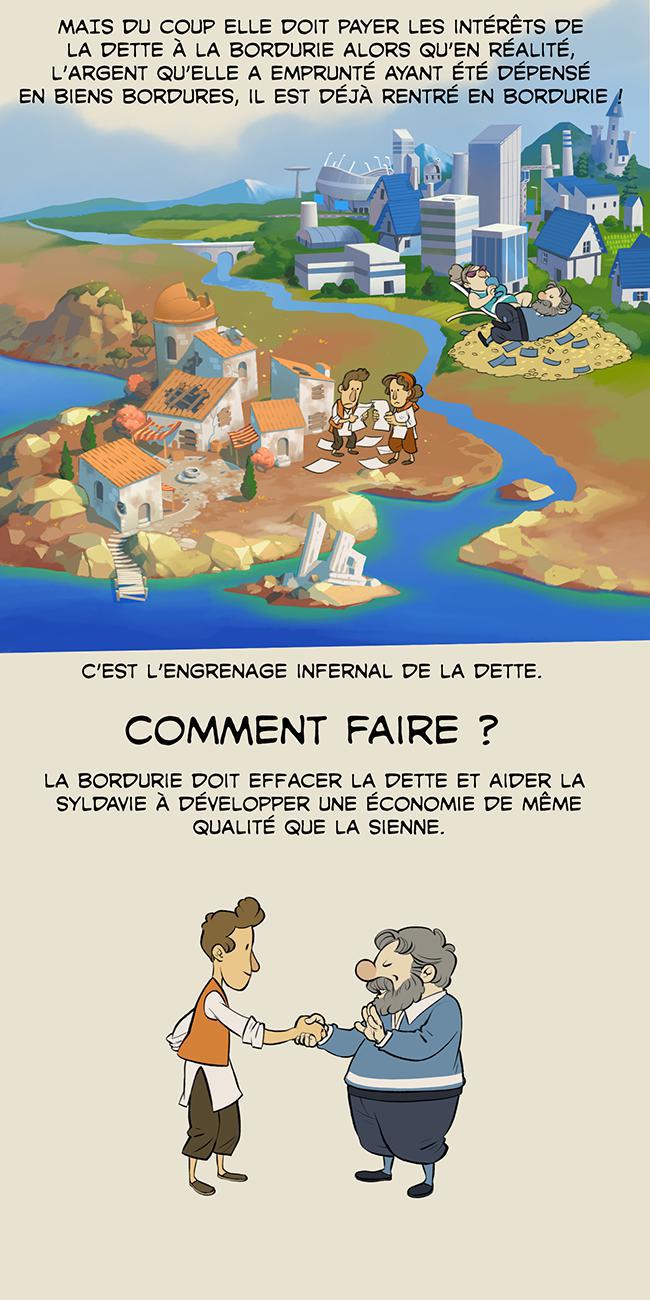 MAIS DU COUP ELLE DOIT PAYER LES INTÉRÊTS DE
LA DETTE À LA BORDURIE ALORS QU'EN RÉALITÉ,
L'ARGENT QU'ELLE A EMPRUNTÉ AYANT ÉTÉ DÉPENSÉ
EN BIENS BORDURES, IL EST DÉJÀ RENTRÉ EN BORDURIE !
C'EST L'ENGRENAGE INFERNAL DE LA DETTE.
COMMENT FAIRE ?
LA BORDURIE DOIT EFFACER LA DETTE ET AIDER LA
SYLDAVIE À DÉVELOPPER UNE ÉCONOMIE DE MÊME
QUALITÉ QUE LA SIENNE.